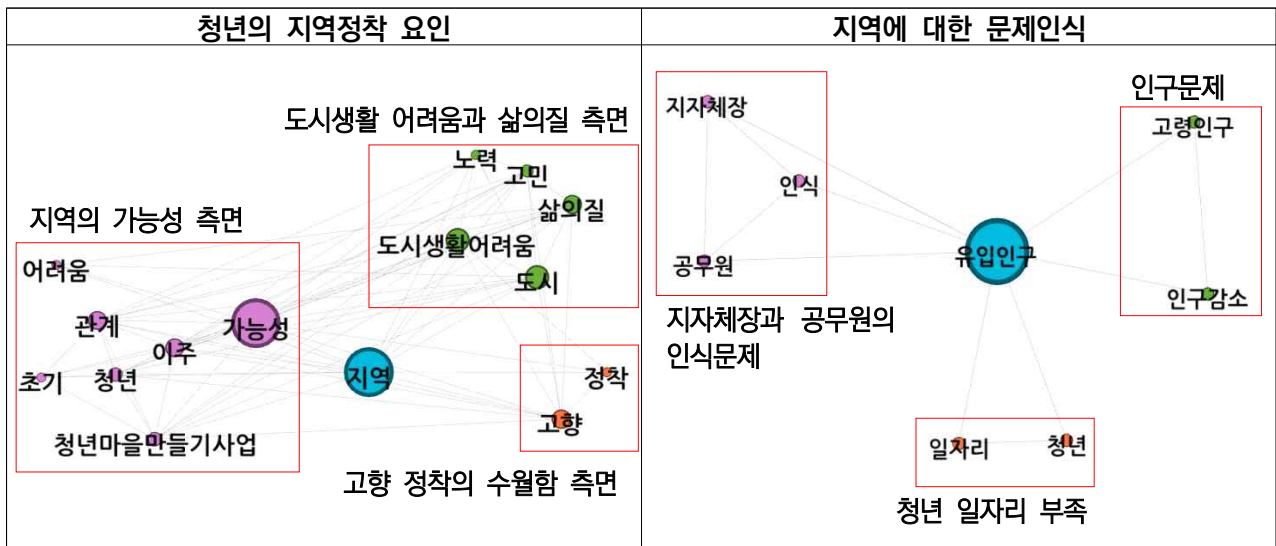 청년의 지역정착 요인
지역에 대한 문제인식
도시생활 어려움과 삶의질 측면
노력
고민
삶의질
도시생활어려움
도시
지역의 가능성 측면
어려움
관계
가능성
이주
초기
청년
청년마을만들기사업
지역
정착
고향
고향 정착의 수월함 측면
지자체장
인식
공무원
지자체장과 공무원의
인식문제
유입인구
인구문제
고령인구
인구감소
일자리
청년
청년 일자리 부족